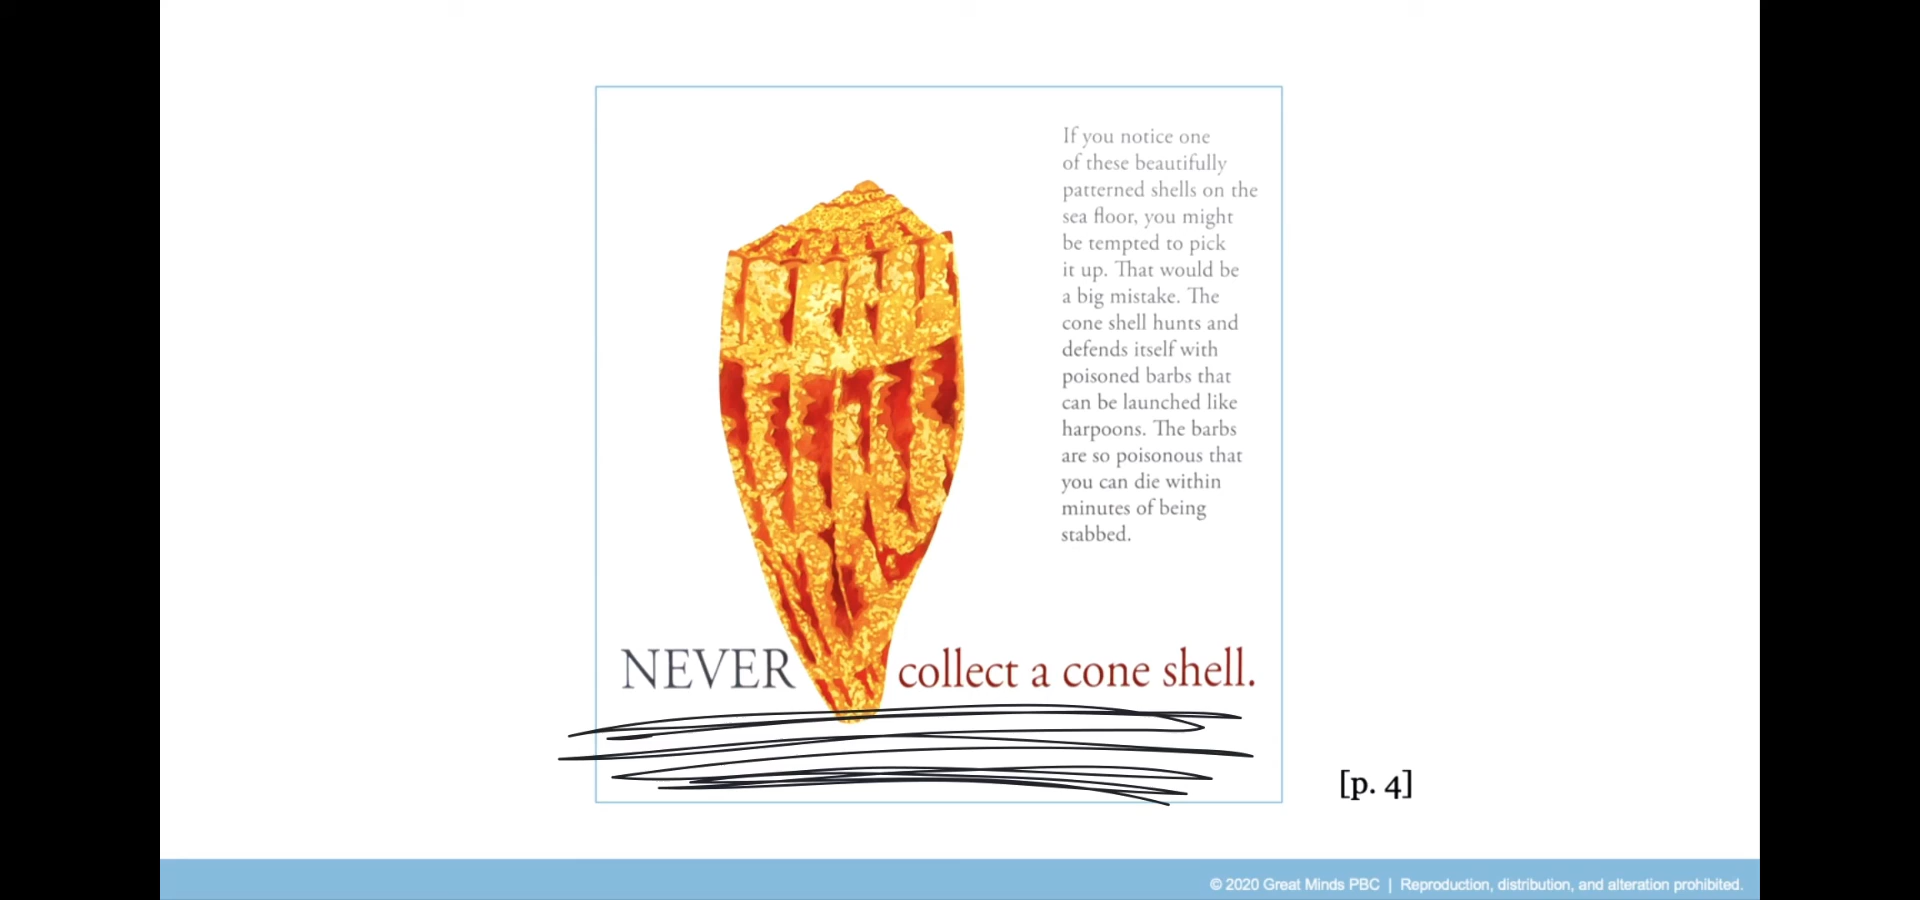 If you notice one
of these beautifully
patterned shells on the
sea floor, you might
be tempted to pick
it up. That would be
a big mistake. The
cone shell hunts and
defends itself with
poisoned barbs that
can be launched like
harpoons. The barbs
are so poisonous that
you can die within
minutes of being
stabbed.
NEVER collect a cone shell.
[p. 4]
© 2020 Great Minds PBC | Reproduction, distribution, and alteration prohibited.